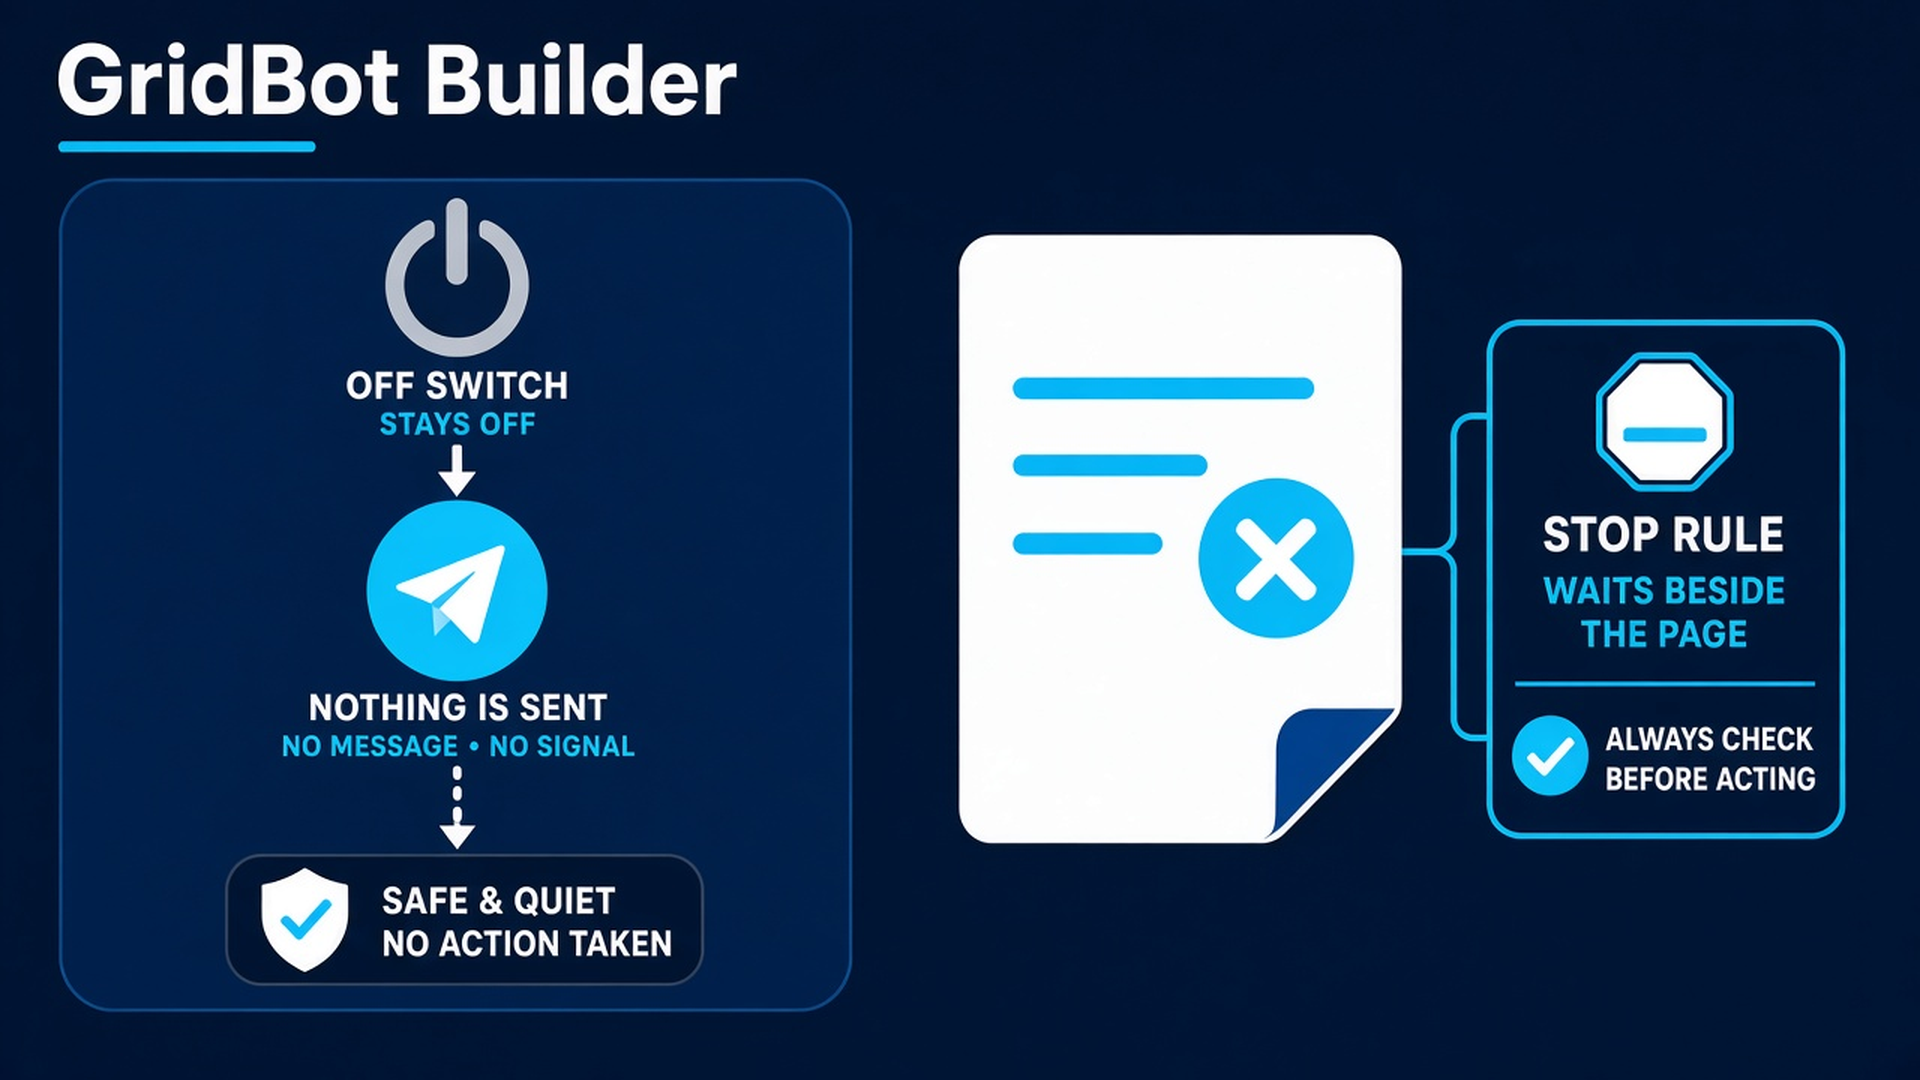 GridBot Builder
OFF SWITCH
STAYS OFF
NOTHING IS SENT
NO MESSAGE • NO SIGNAL
SAFE & QUIET
NO ACTION TAKEN
STOP RULE
WAITS BESIDE
THE PAGE
ALWAYS CHECK
BEFORE ACTING